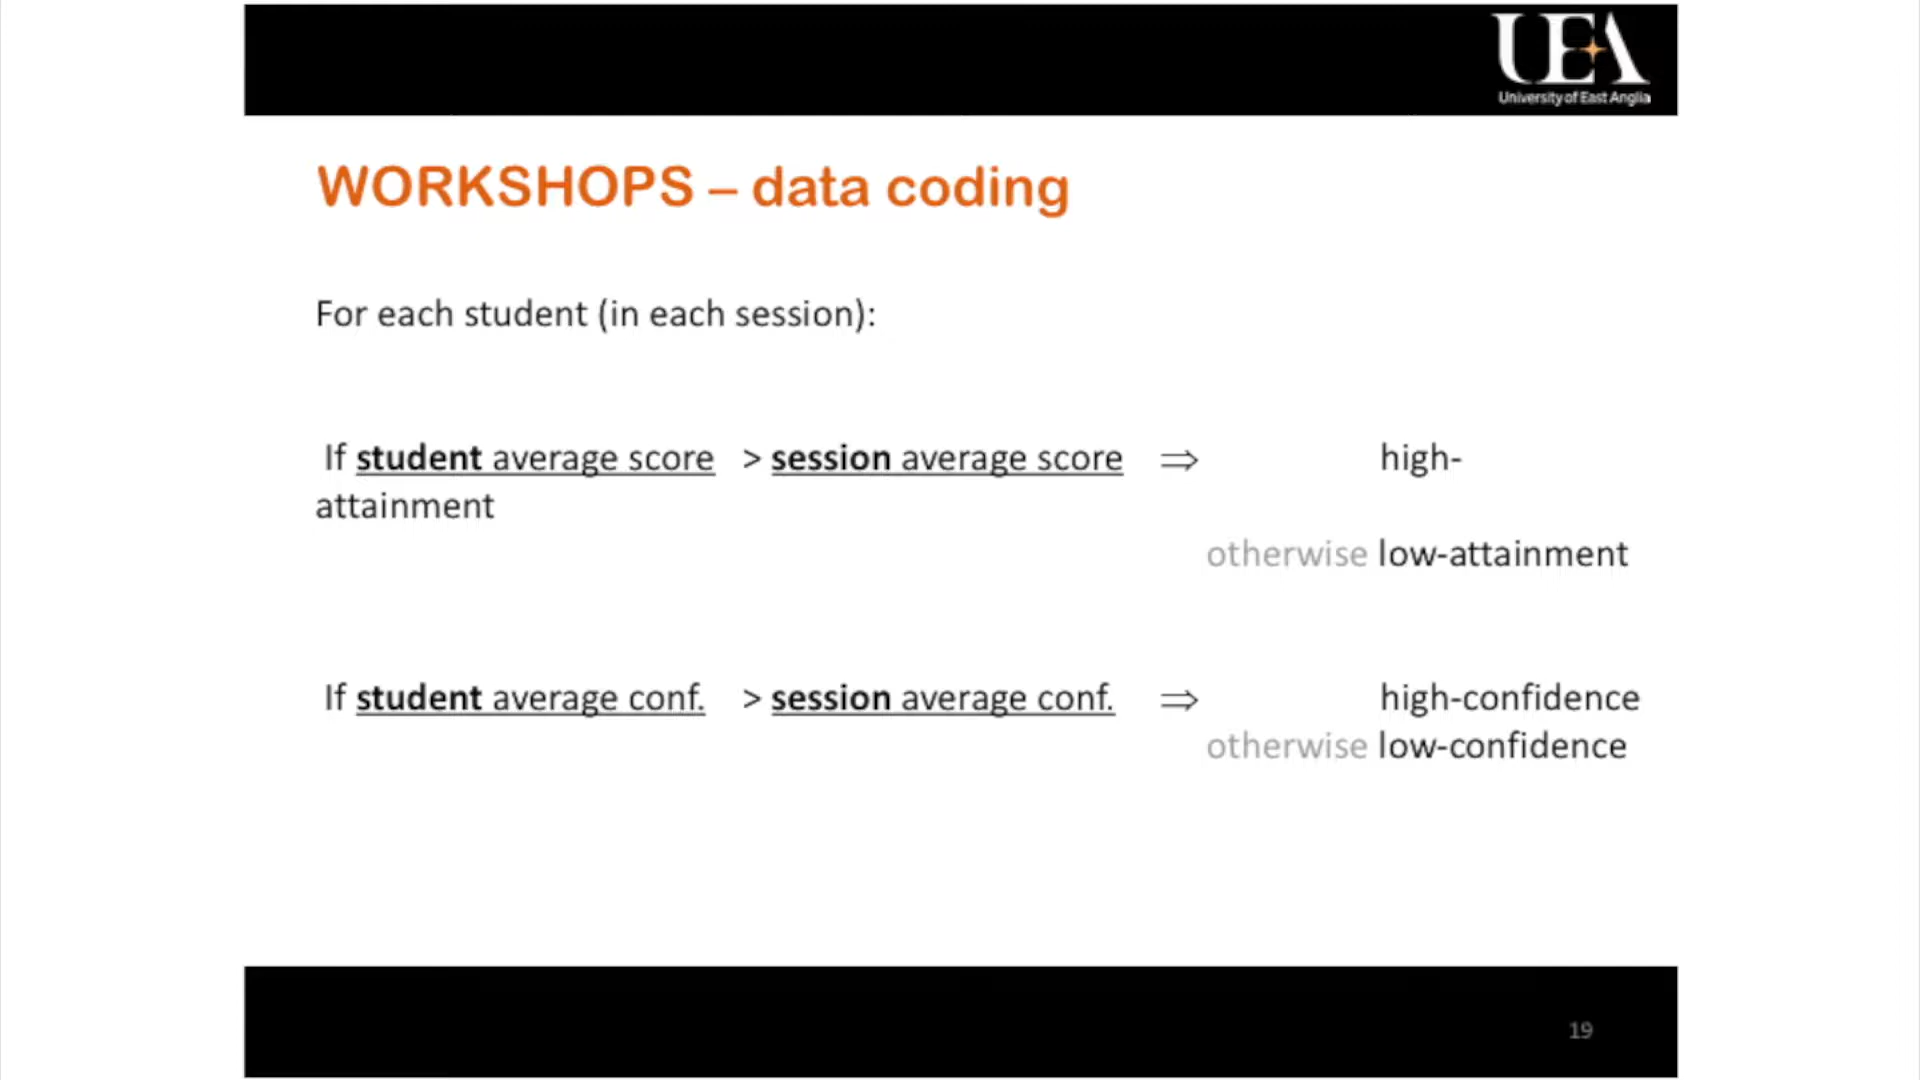 UEA
University of East Anglia
WORKSHOPS – data coding
For each student (in each session):
If student average score > session average score ⇒ high-
attainment
otherwise low-attainment
If student average conf. > session average conf. ⇒ high-confidence
otherwise low-confidence
19